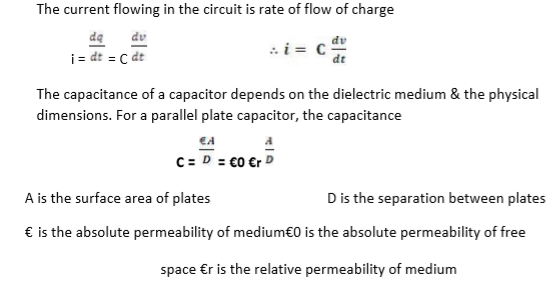 The current flowing in the circuit is rate of flow of charge
i = dq/dt = C dv/dt ∴ i = C dv/dt
The capacitance of a capacitor depends on the dielectric medium & the physical
dimensions. For a parallel plate capacitor, the capacitance
C = €A/D = €0 €r A/D
A is the surface area of plates D is the separation between plates
€ is the absolute permeability of medium€0 is the absolute permeability of free
space €r is the relative permeability of medium